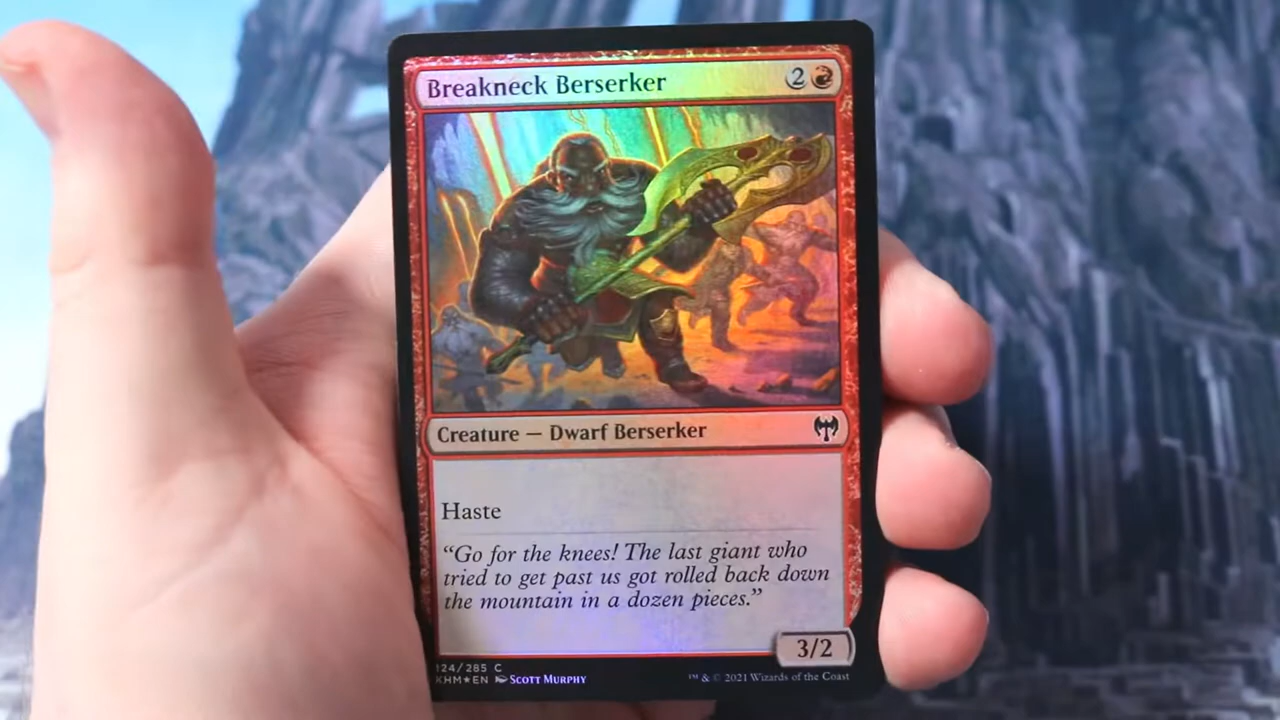 Breakneck Berserker 2
Creature — Dwarf Berserker
Haste
“Go for the knees! The last giant who
tried to get past us got rolled back down
the mountain in a dozen pieces.”
3/2
124/285 C
KHM★EN Scott Murphy ™ & © 2021 Wizards of the Coast